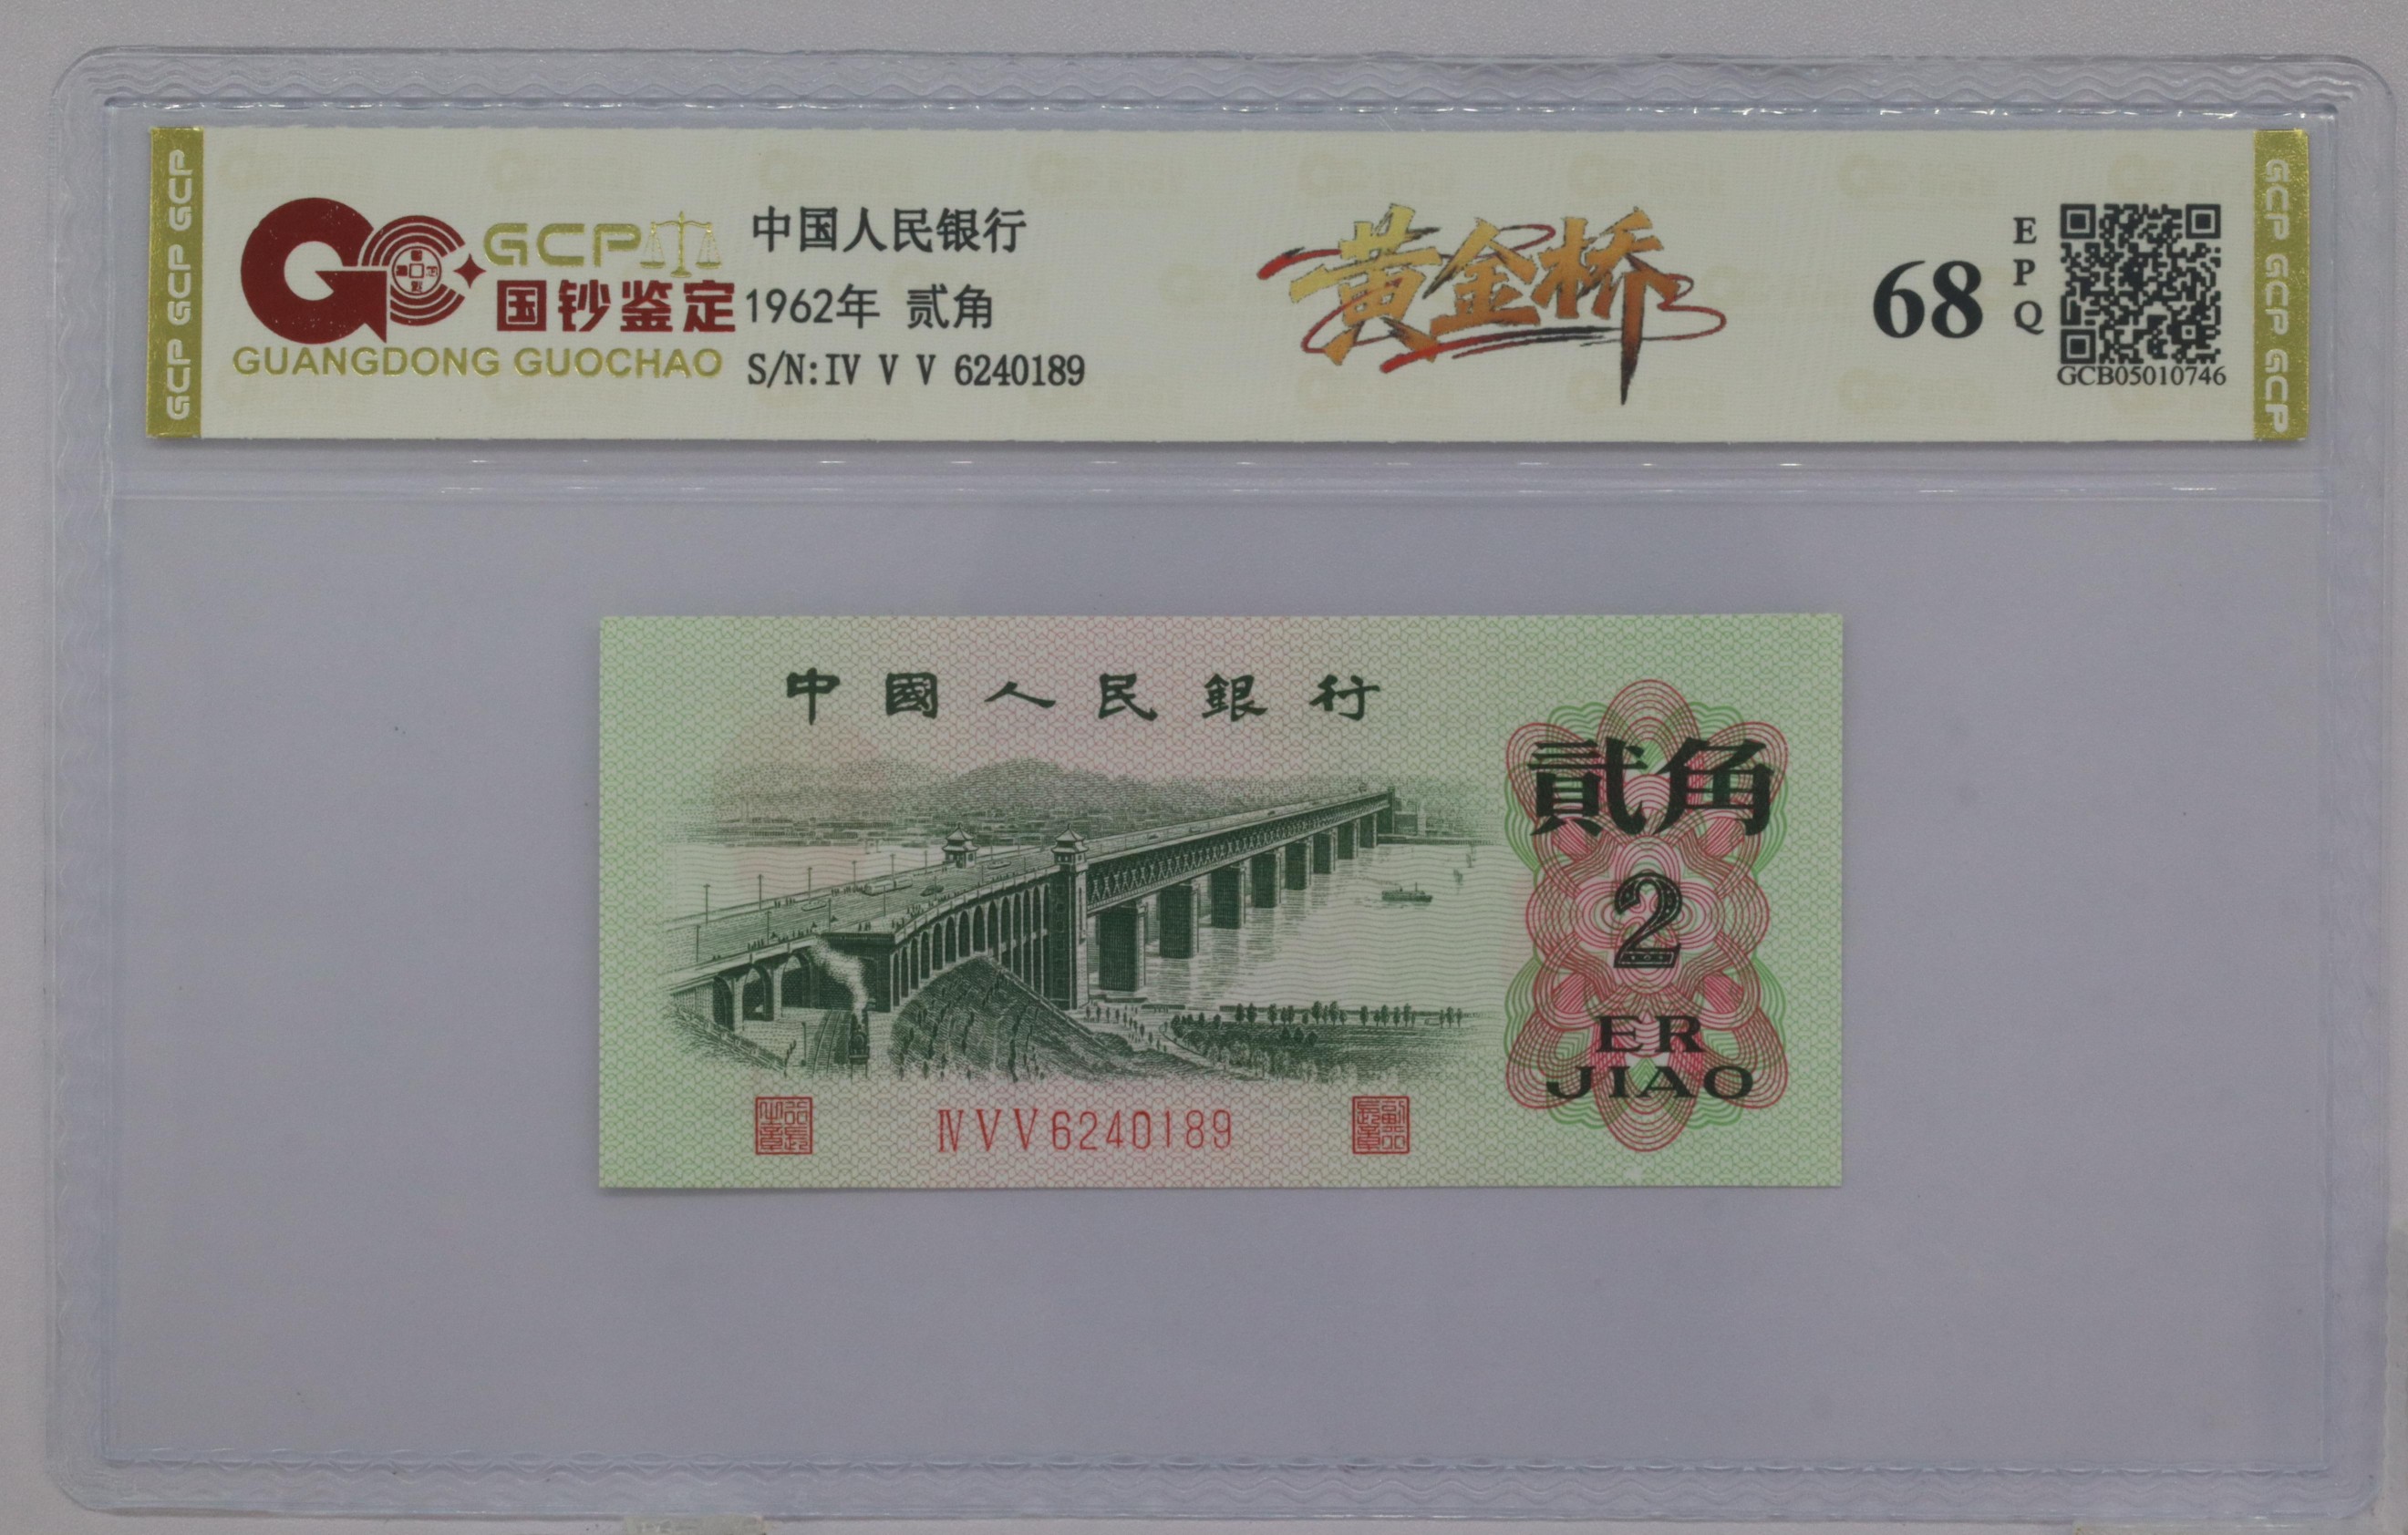 GCP GCP GCP
GCP
国钞鉴定
GUANGDONG GUOCHAO
中国人民银行
1962年 贰角
S/N:IV V V 6240189
黄金桥
68
EPQ
GCB05010746
GCP GCP GCP
中國人民銀行
貳角
2
ER
JIAO
ⅣⅤⅤ6240189